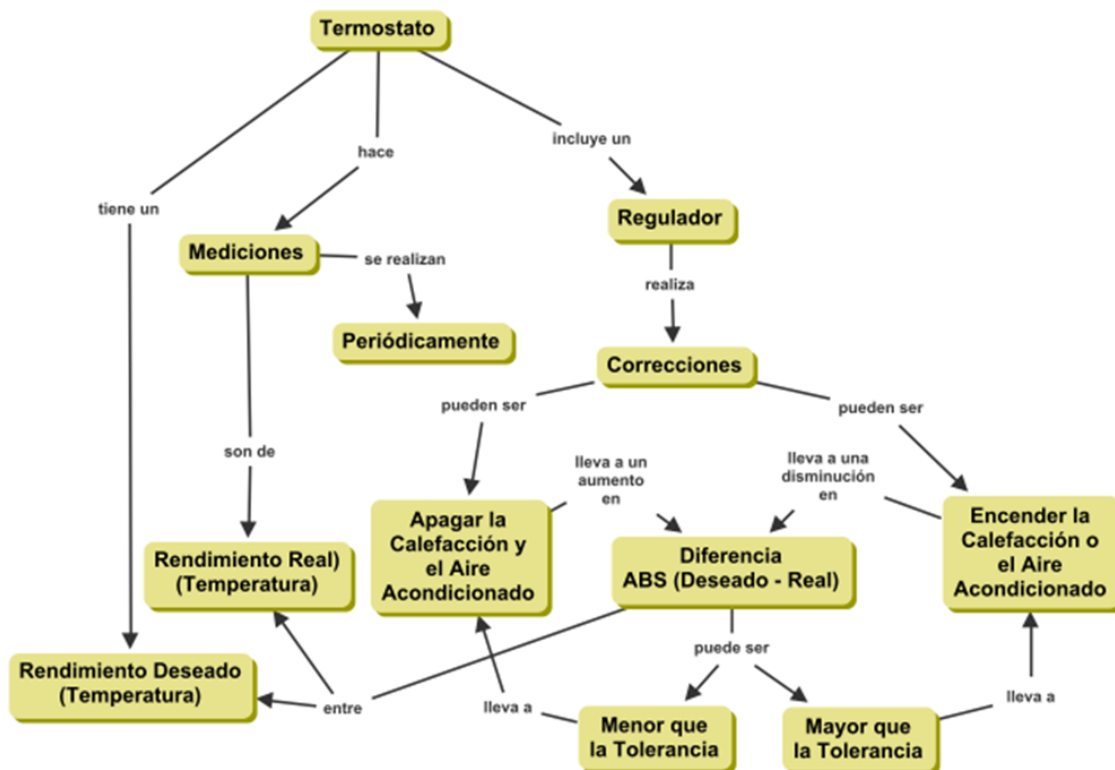 Termostato
hace
incluye un
tiene un
Mediciones
se realizan
Regulador
realiza
Periódicamente
Correcciones
pueden ser
pueden ser
son de
lleva a un
aumento
en
lleva a una
disminución
en
Apagar la
Calefacción y
el Aire
Acondicionado
Encender la
Calefacción o
el Aire
Acondicionado
Diferencia
ABS (Deseado - Real)
Rendimiento Real)
(Temperatura)
puede ser
Rendimiento Deseado
(Temperatura)
entre
lleva a
lleva a
Menor que
la Tolerancia
Mayor que
la Tolerancia